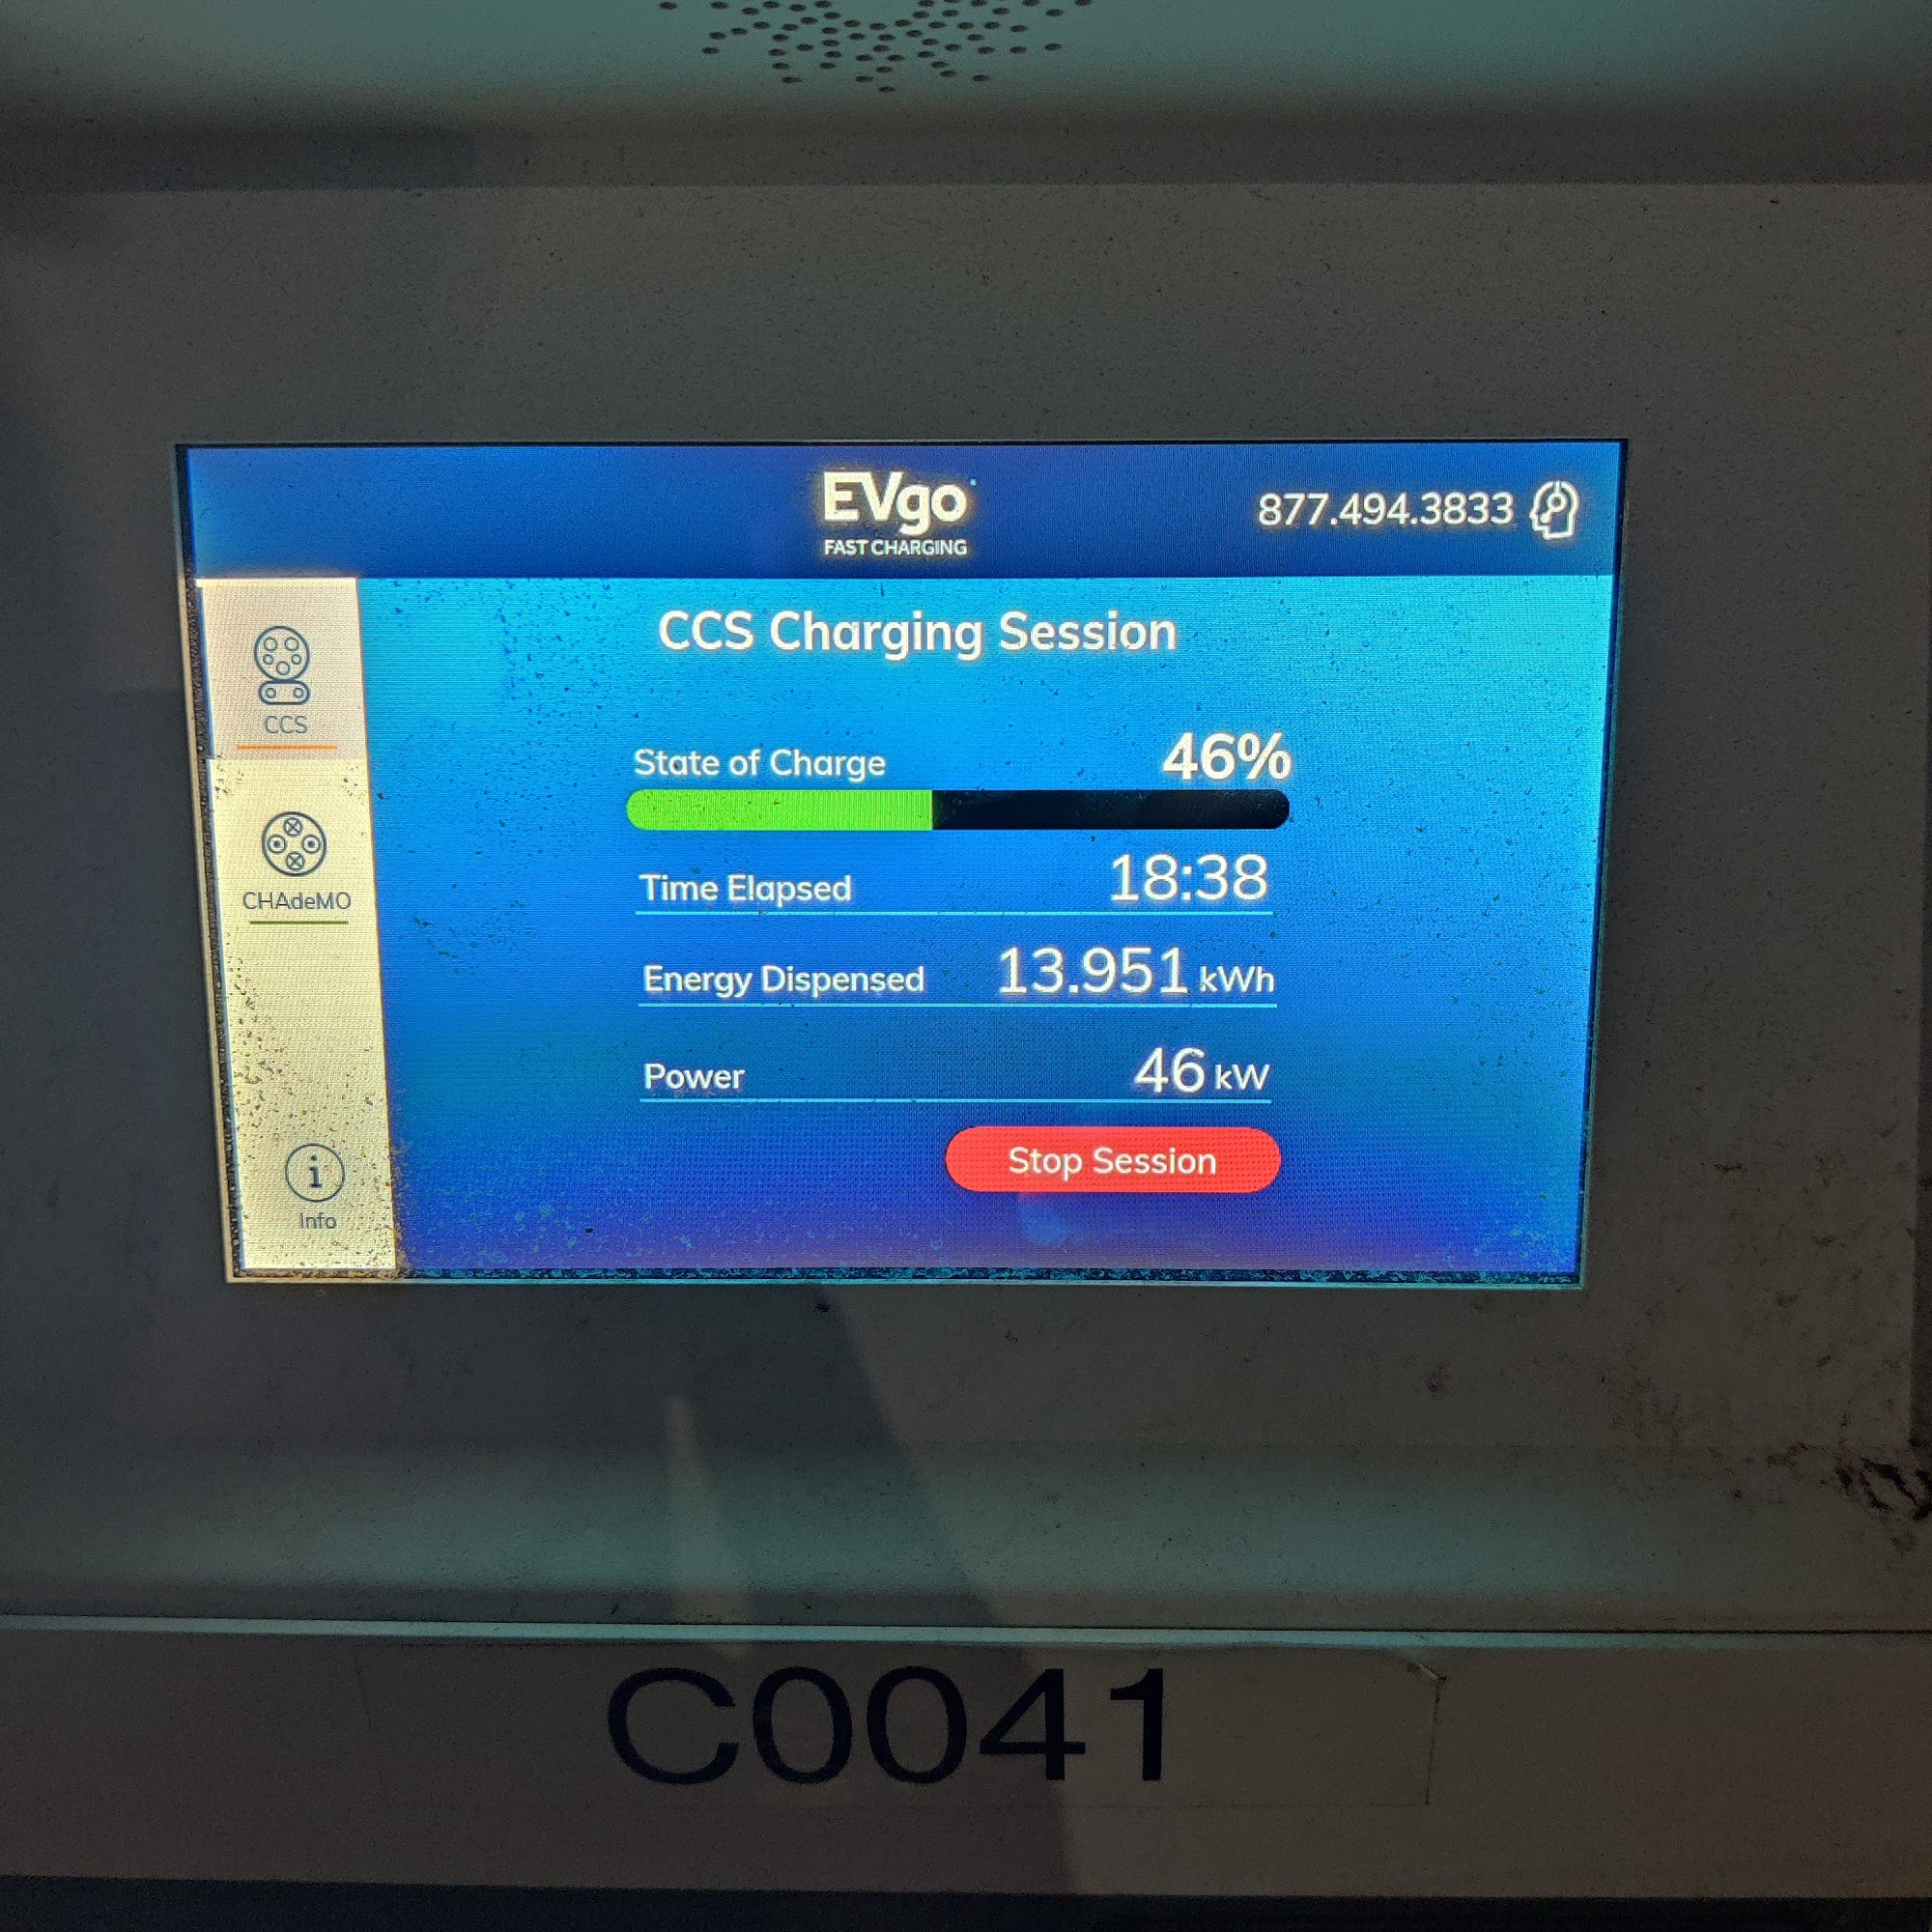 EVgo
FAST CHARGING
877.494.3833
CCS
CHAdeMO
Info
CCS Charging Session
State of Charge 46%
Time Elapsed 18:38
Energy Dispensed 13.951 kWh
Power 46 kW
Stop Session
C0041